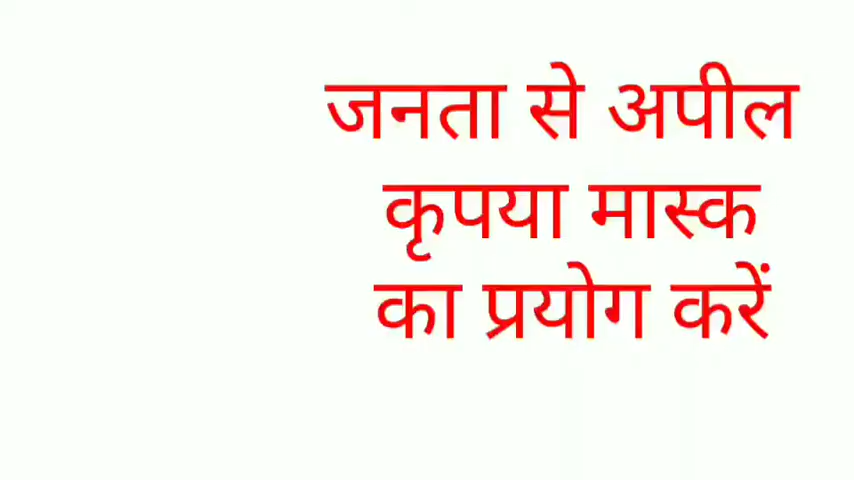 जनता से अपील
कृपया मास्क
का प्रयोग करें